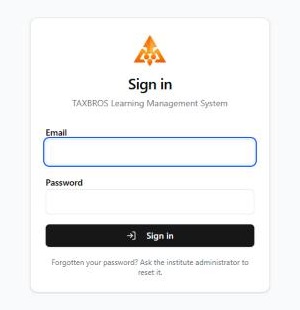 Sign in
TAXBROS Learning Management System
Email
Password
Sign in
Forgotten your password? Ask the institute administrator to
reset it.